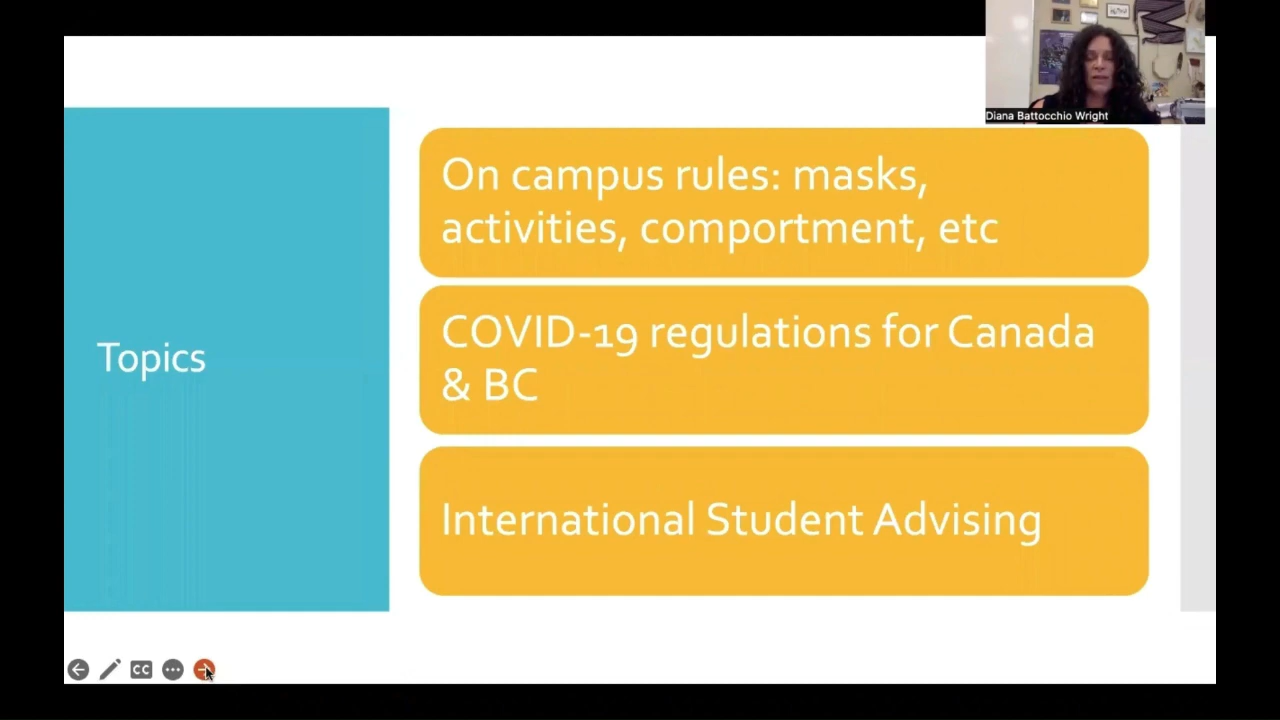 Diana Battocchio Wright
Topics
On campus rules: masks,
activities, comportment, etc
COVID-19 regulations for Canada
& BC
International Student Advising
CC